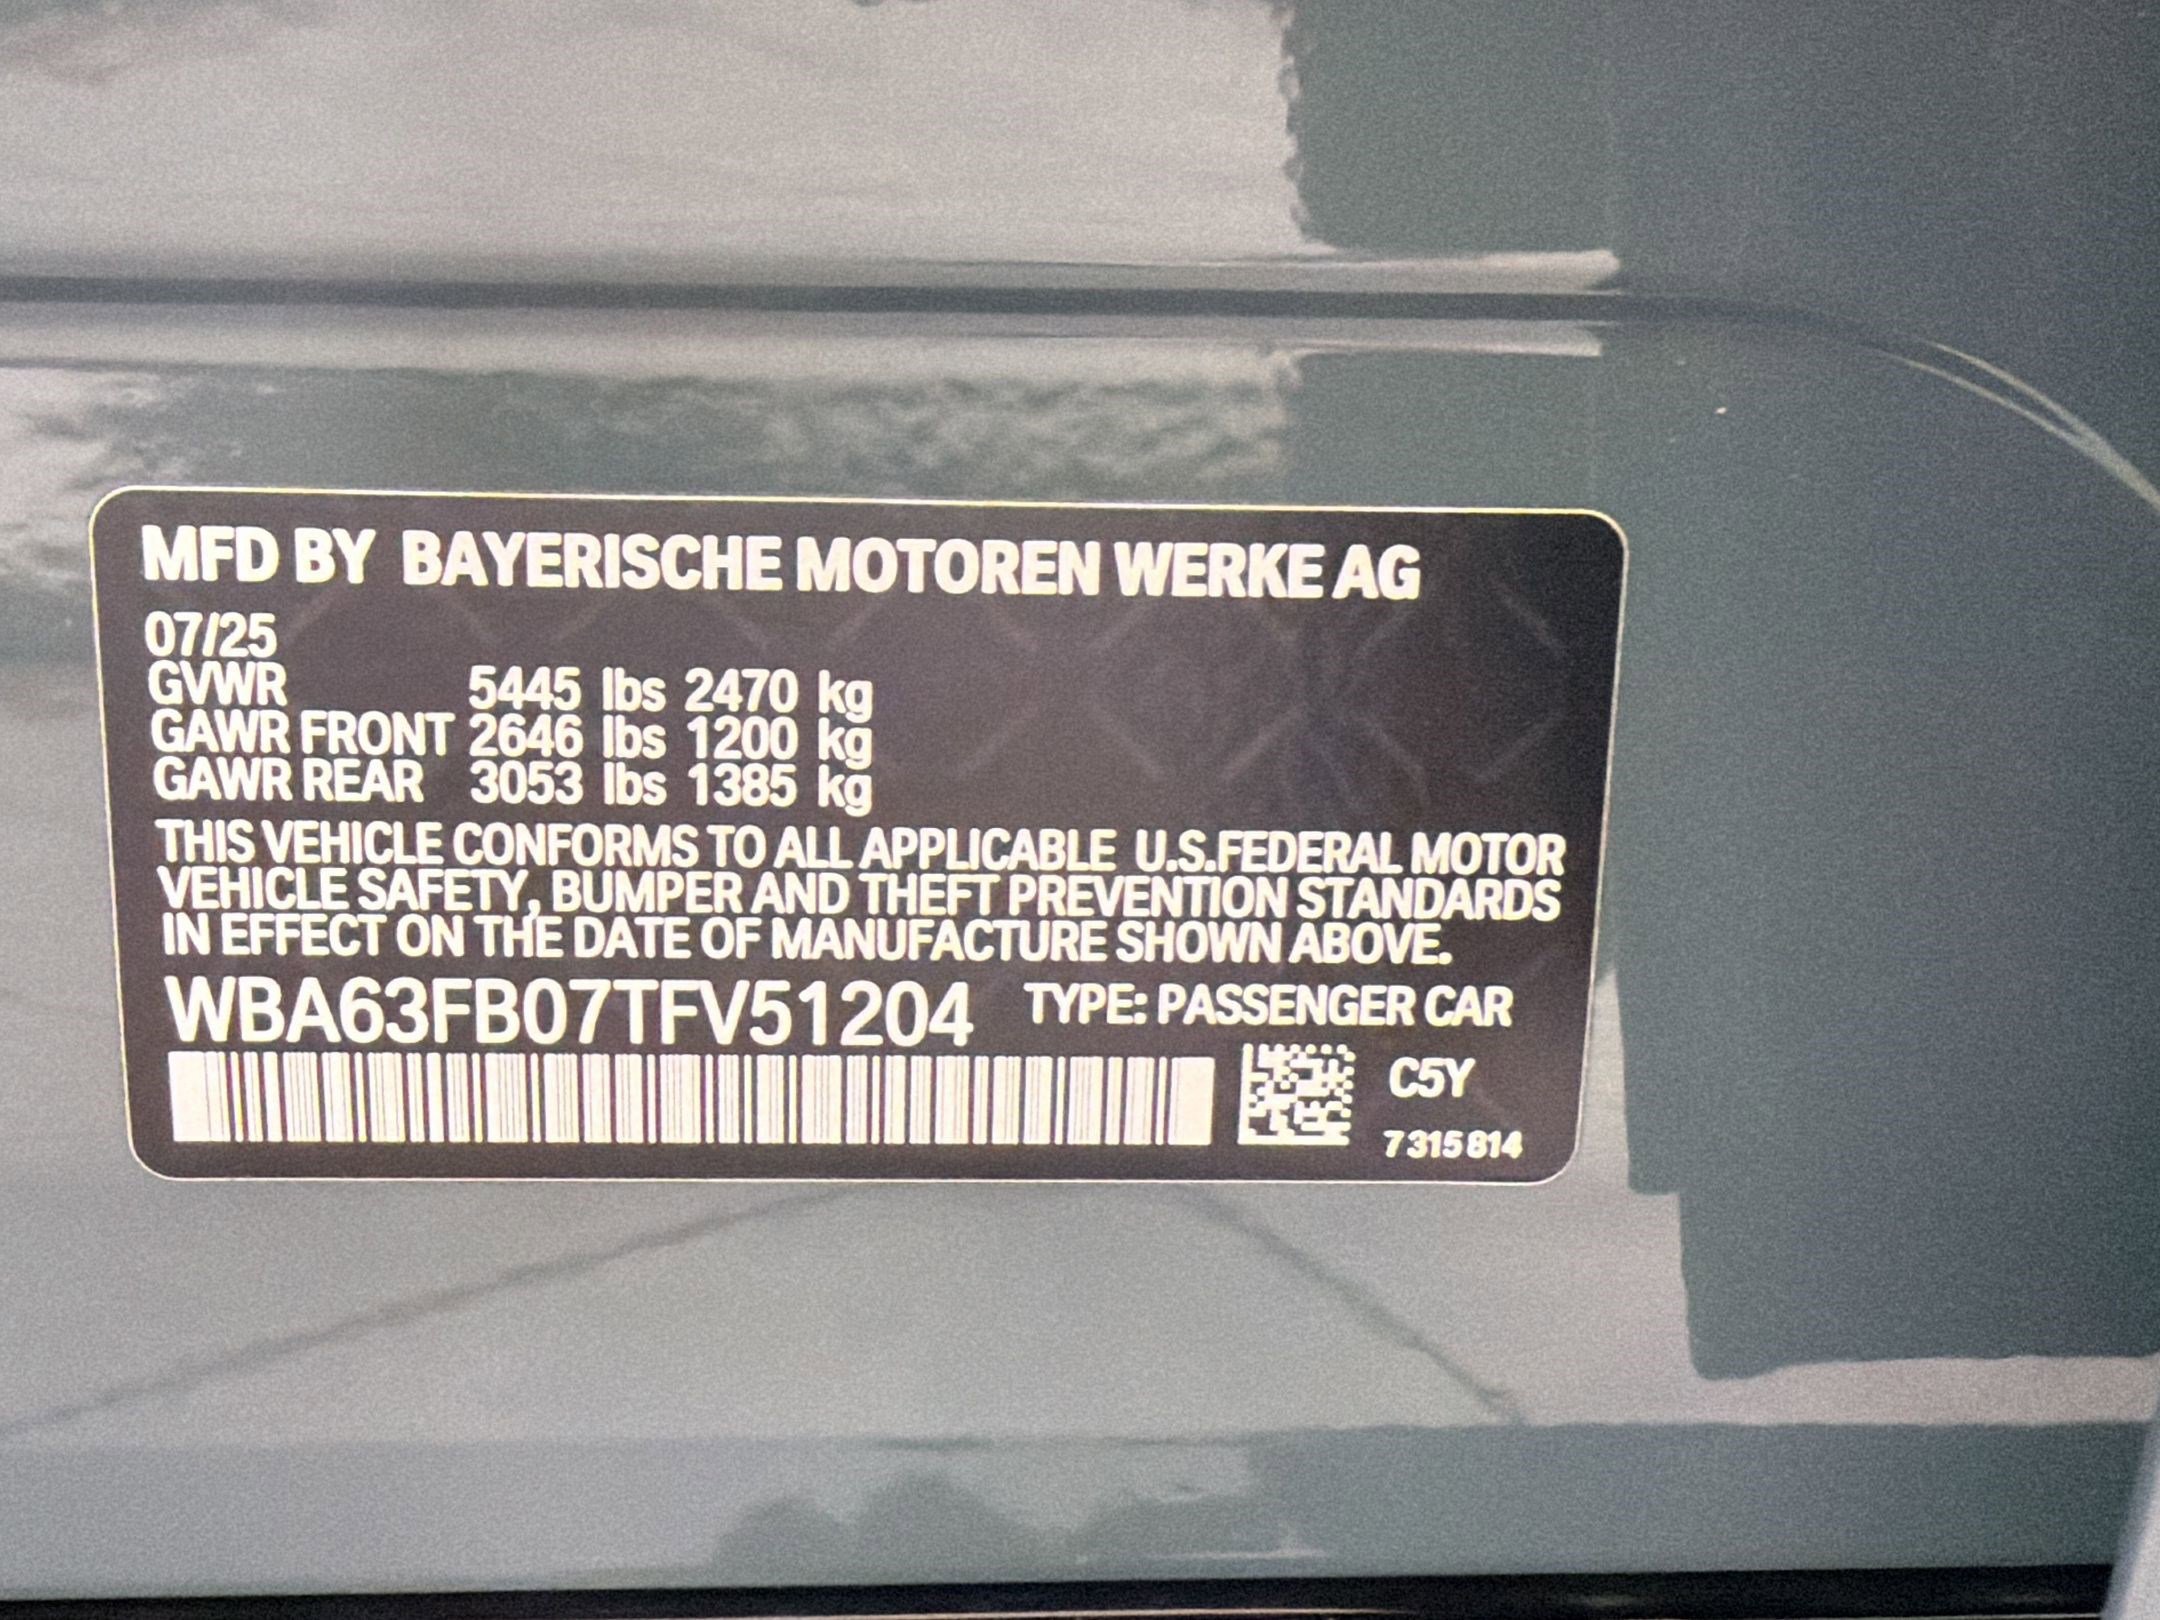 MFD BY BAYERISCHE MOTOREN WERKE AG
07/25
GVWR 5445 lbs 2470 kg
GAWR FRONT 2646 lbs 1200 kg
GAWR REAR 3053 lbs 1385 kg
THIS VEHICLE CONFORMS TO ALL APPLICABLE U.S.FEDERAL MOTOR
VEHICLE SAFETY, BUMPER AND THEFT PREVENTION STANDARDS
IN EFFECT ON THE DATE OF MANUFACTURE SHOWN ABOVE.
WBA63FB07TFV51204 TYPE: PASSENGER CAR
C5Y
7315814